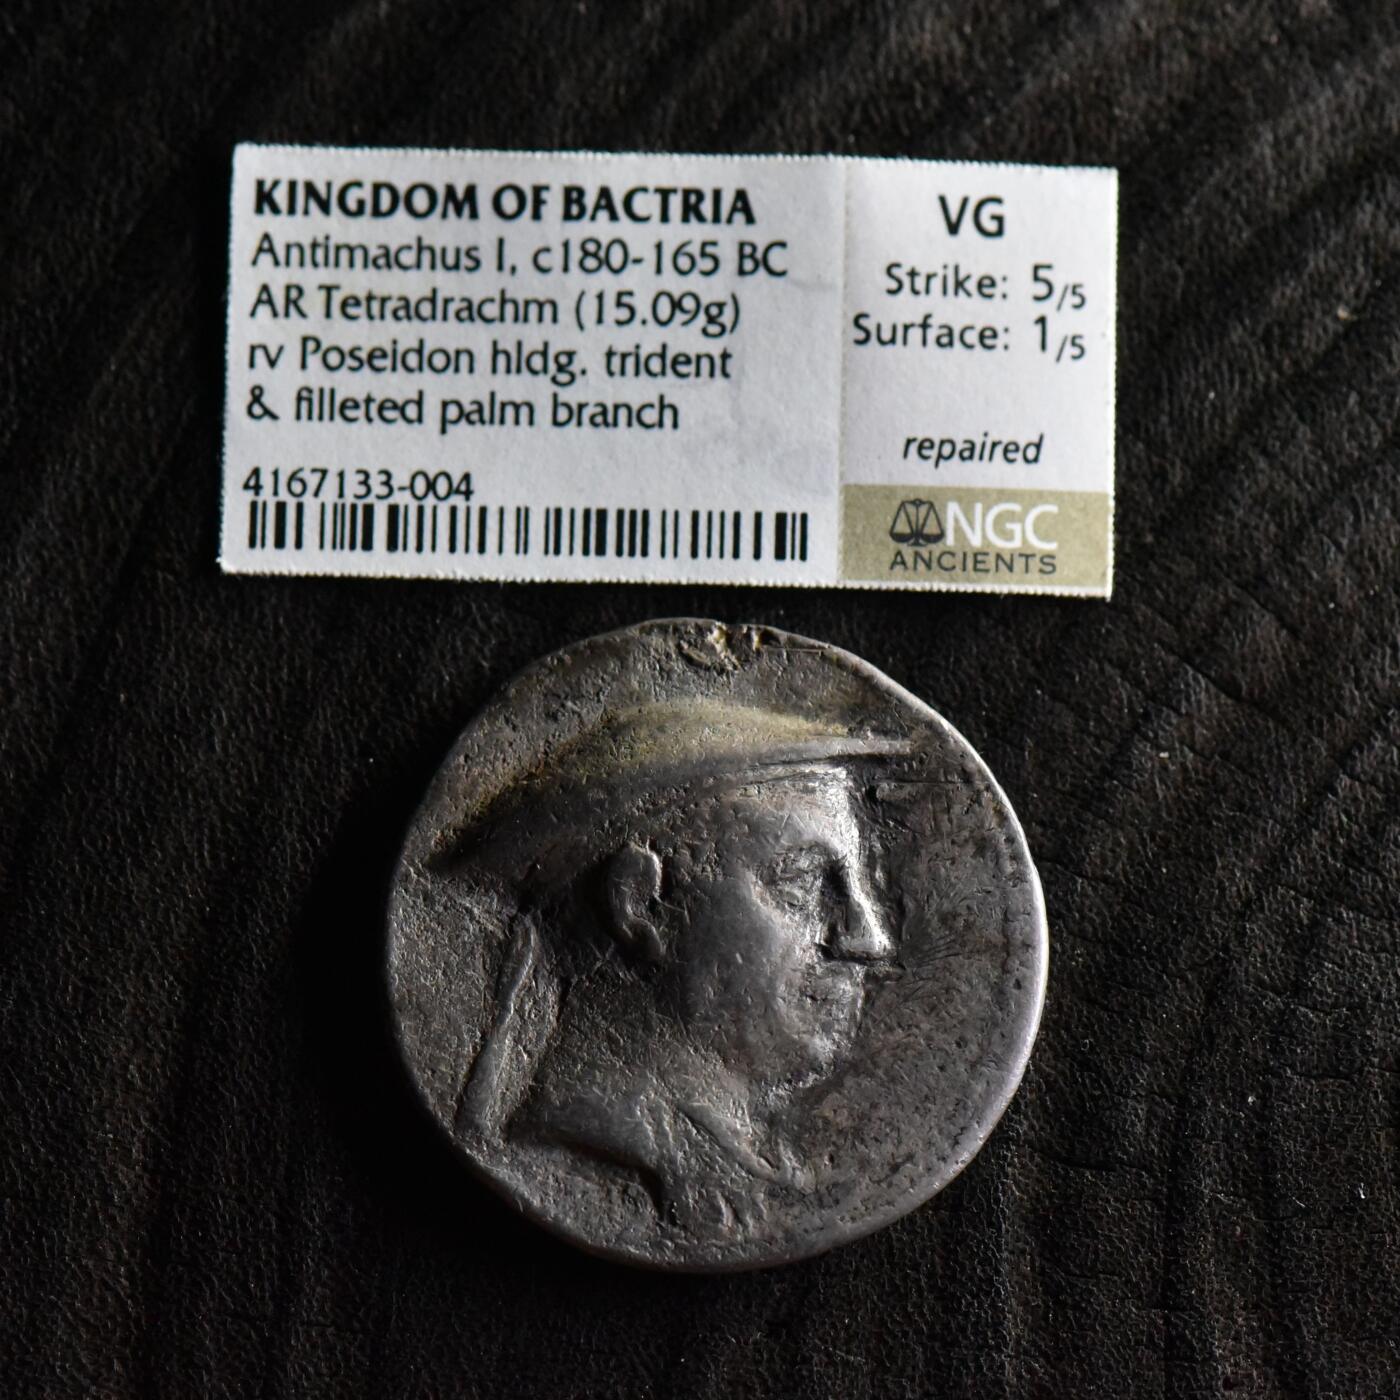 KINGDOM OF BACTRIA
Antimachus I, c180-165 BC
AR Tetradrachm (15.09g)
rv Poseidon hldg. trident
& filleted palm branch
4167133-004
VG
Strike: 5/5
Surface: 1/5
repaired
NGC
ANCIENTS